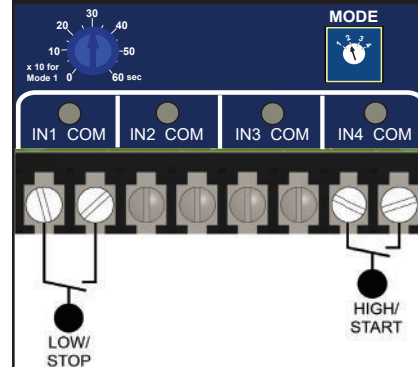 30
20
40
10
50
x 10 for
Mode 1
0
60 sec
MODE
1
2
3
4
IN1 COM
IN2 COM
IN3 COM
IN4 COM
LOW/
STOP
HIGH/
START